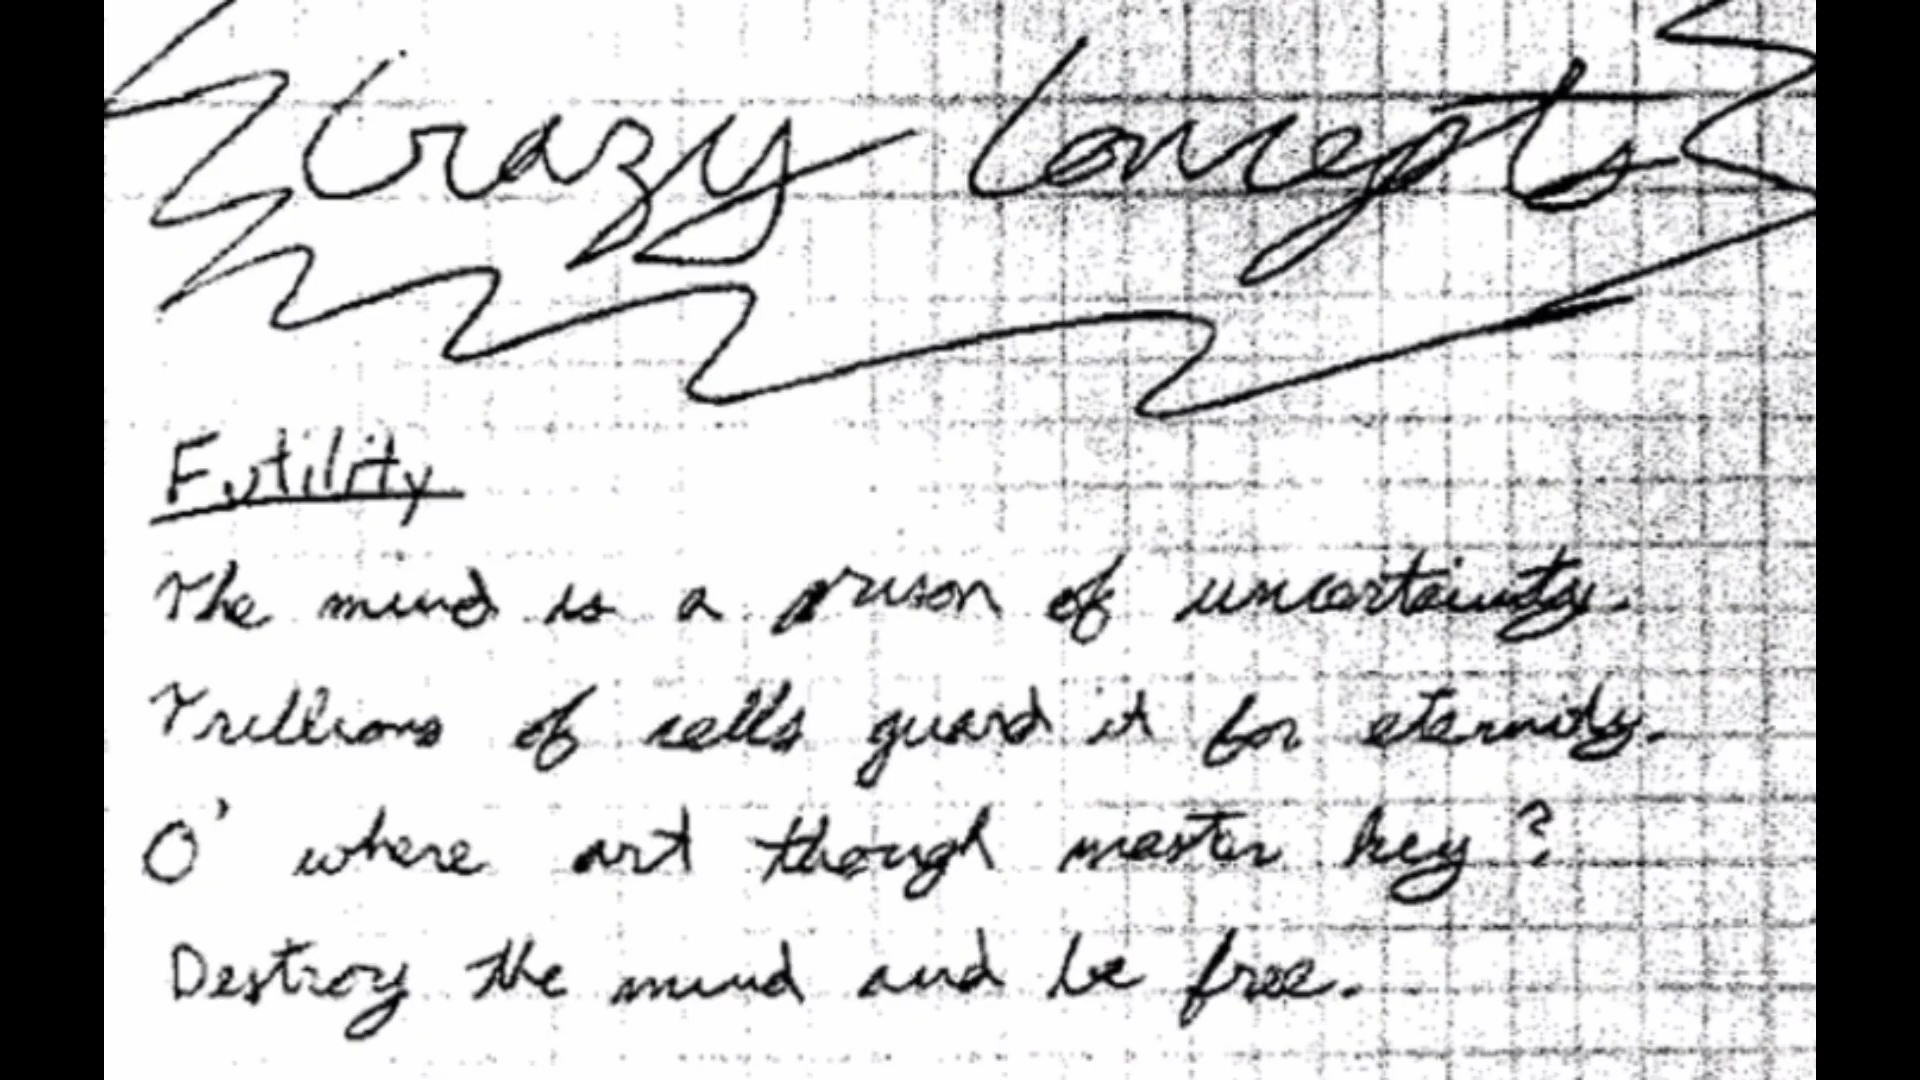 Crazy Concepts
Futility
The mind is a prison of uncertainty.
Trillions of cells guard it for eternity.
O' where art though master key?
Destroy the mind and be free.